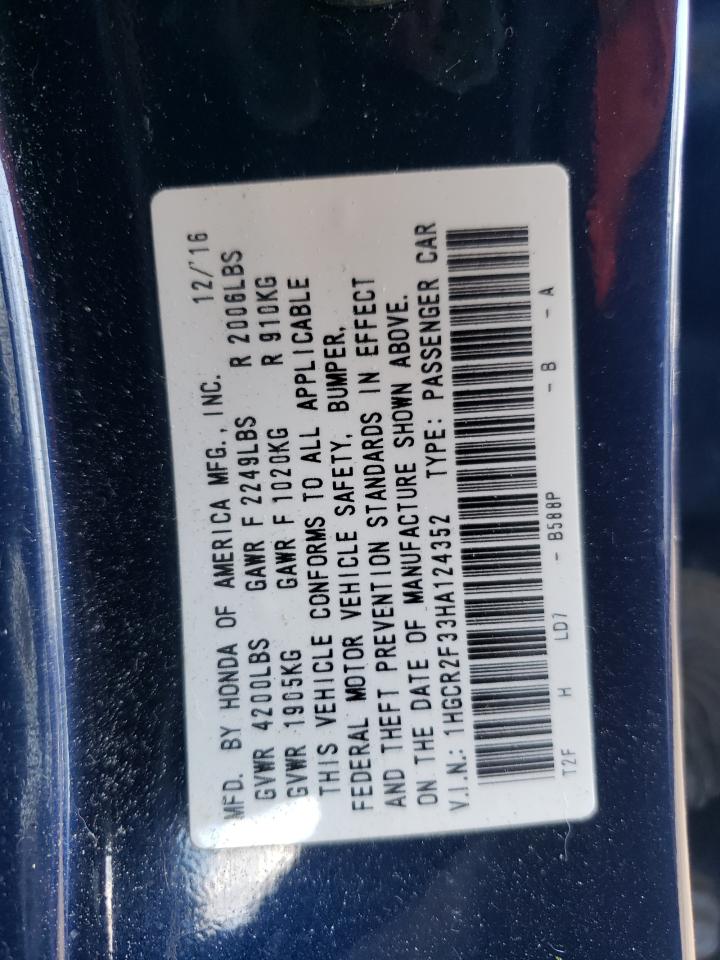 MFD. BY HONDA OF AMERICA MFG., INC. 12/'16
GVWR 4200LBS GAWR F 2249LBS R 2006LBS
GVWR 1905KG GAWR F 1020KG R 910KG
THIS VEHICLE CONFORMS TO ALL APPLICABLE
FEDERAL MOTOR VEHICLE SAFETY, BUMPER,
AND THEFT PREVENTION STANDARDS IN EFFECT
ON THE DATE OF MANUFACTURE SHOWN ABOVE.
V.I.N.: 1HGCR2F33HA124352 TYPE: PASSENGER CAR
T2F H LD7 - B588P - B - A